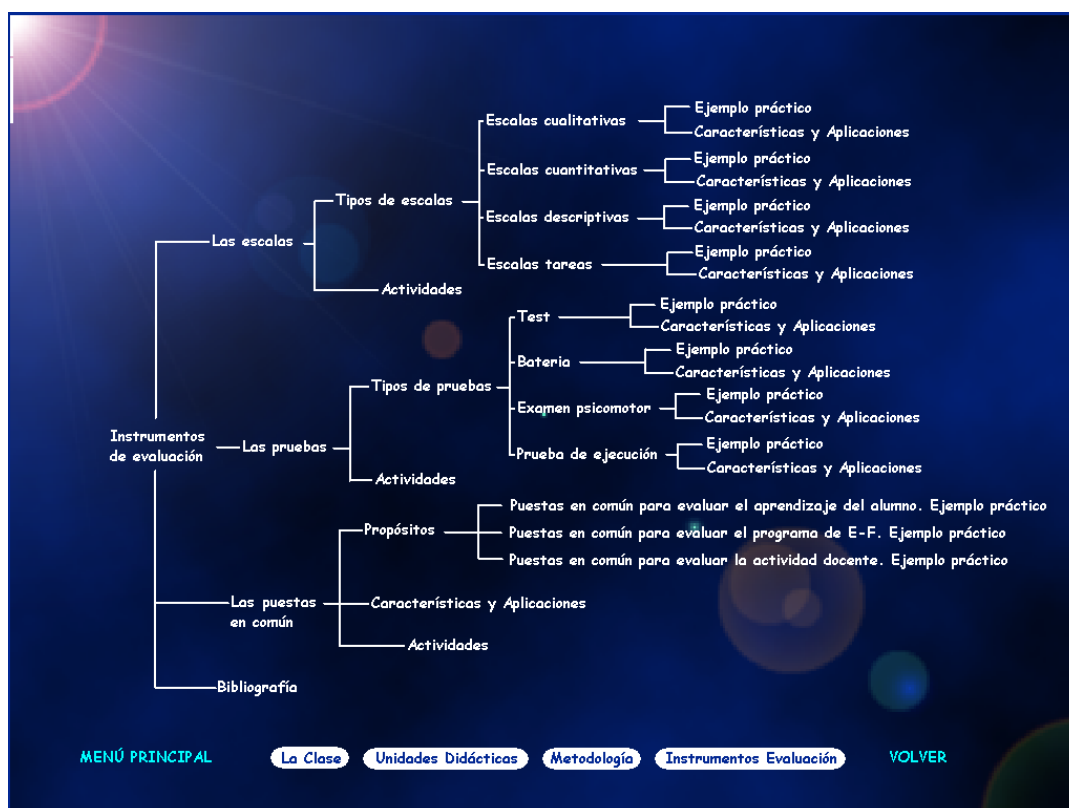 Ejemplo práctico
Escalas cualitativas
Características y Aplicaciones
Ejemplo práctico
Escalas cuantitativas
Características y Aplicaciones
Tipos de escalas
Ejemplo práctico
Escalas descriptivas
Características y Aplicaciones
Las escalas
Ejemplo práctico
Escalas tareas
Características y Aplicaciones
Actividades
Ejemplo práctico
Test
Características y Aplicaciones
Ejemplo práctico
Bateria
Características y Aplicaciones
Tipos de pruebas
Ejemplo práctico
Examen psicomotor
Características y Aplicaciones
Instrumentos
de evaluación
Las pruebas
Ejemplo práctico
Prueba de ejecución
Características y Aplicaciones
Actividades
Puestas en común para evaluar el aprendizaje del alumno. Ejemplo práctico
Propósitos
Puestas en común para evaluar el programa de E-F. Ejemplo práctico
Puestas en común para evaluar la actividad docente. Ejemplo práctico
Las puestas
en común
Características y Aplicaciones
Actividades
Bibliografía
MENÚ PRINCIPAL
La Clase
Unidades Didácticas
Metodología
Instrumentos Evaluación
VOLVER